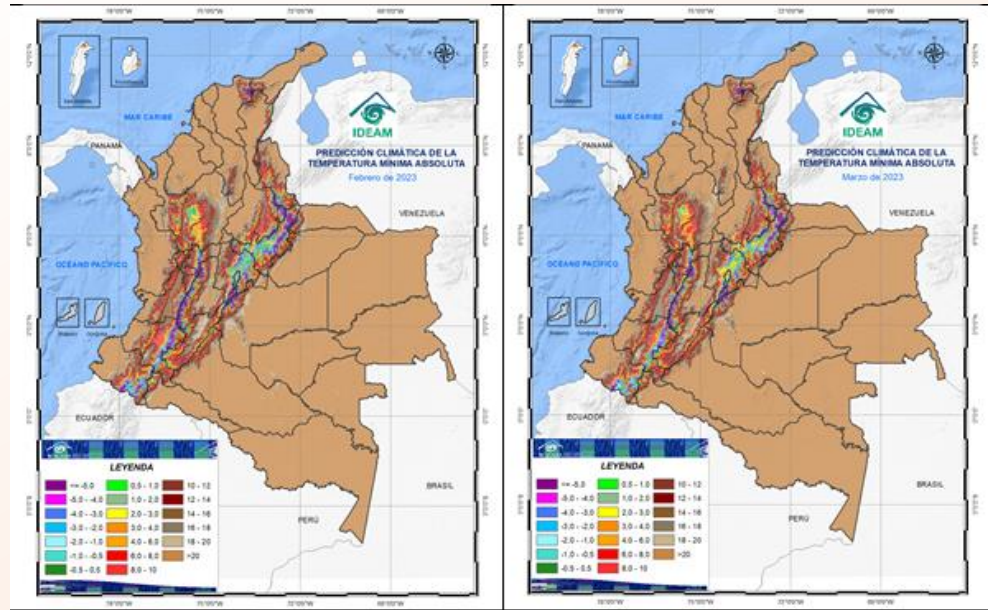 MAR CARIBE
PANAMÁ
IDEAM
PREDICCIÓN CLIMÁTICA DE LA
TEMPERATURA MÍNIMA ABSOLUTA
Febrero de 2023
VENEZUELA
OCÉANO PACÍFICO
ECUADOR
PERÚ
BRASIL
LEYENDA
<= -5.0
-5.0 - -4.0
-4.0 - -3.0
-3.0 - -2.0
-2.0 - -1.0
-1.0 - -0.5
-0.5 - 0.5
0.5 - 1.0
1.0 - 2.0
2.0 - 3.0
3.0 - 4.0
4.0 - 6.0
6.0 - 8.0
8.0 - 10
10 - 12
12 - 14
14 - 16
16 - 18
18 - 20
>20
MAR CARIBE
PANAMÁ
IDEAM
PREDICCIÓN CLIMÁTICA DE LA
TEMPERATURA MÍNIMA ABSOLUTA
Marzo de 2023
VENEZUELA
OCÉANO PACÍFICO
ECUADOR
PERÚ
BRASIL
LEYENDA
<= -5.0
-5.0 - -4.0
-4.0 - -3.0
-3.0 - -2.0
-2.0 - -1.0
-1.0 - -0.5
-0.5 - 0.5
0.5 - 1.0
1.0 - 2.0
2.0 - 3.0
3.0 - 4.0
4.0 - 6.0
6.0 - 8.0
8.0 - 10
10 - 12
12 - 14
14 - 16
16 - 18
18 - 20
>20